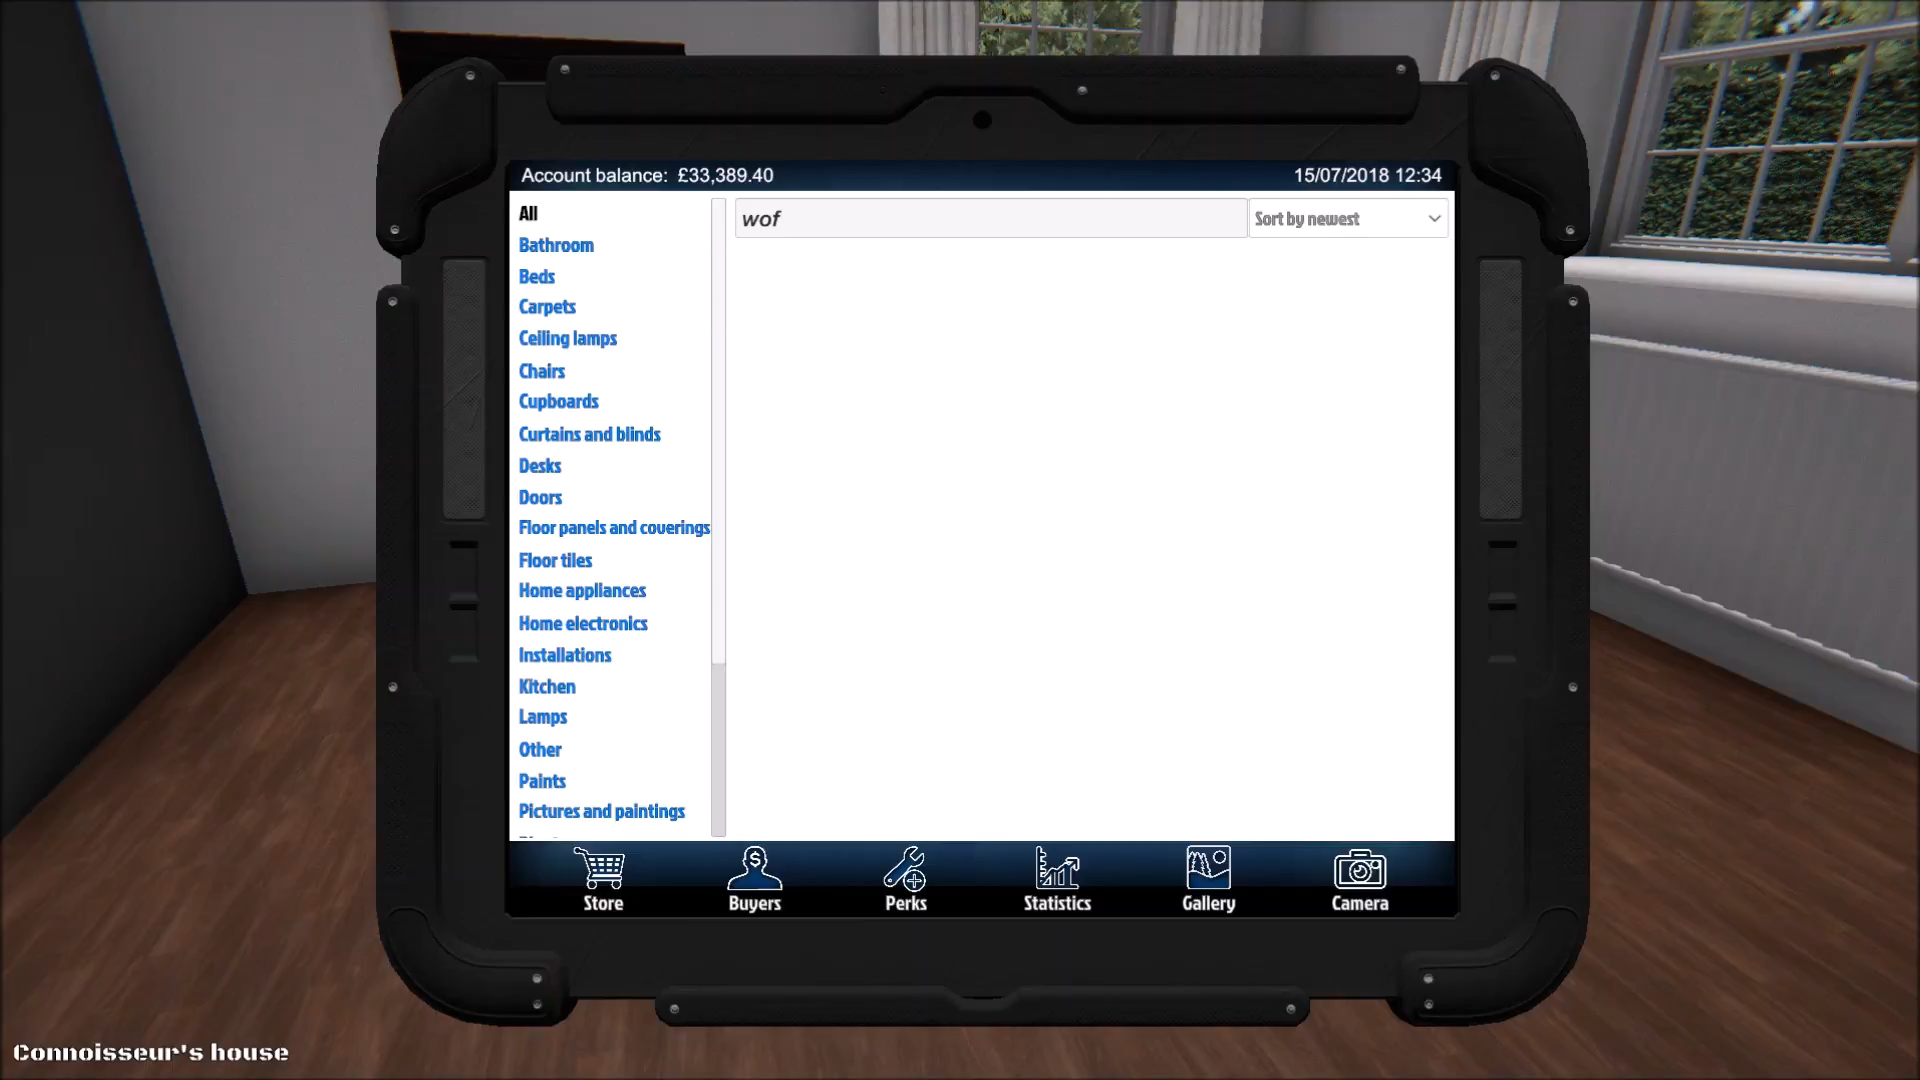 Account balance: £33,389.40
15/07/2018 12:34
All
Bathroom
Beds
Carpets
Ceiling lamps
Chairs
Cupboards
Curtains and blinds
Desks
Doors
Floor panels and coverings
Floor tiles
Home appliances
Home electronics
Installations
Kitchen
Lamps
Other
Paints
Pictures and paintings
wof
Sort by newest
Store
Buyers
Perks
Statistics
Gallery
Camera
Connoisseur's house